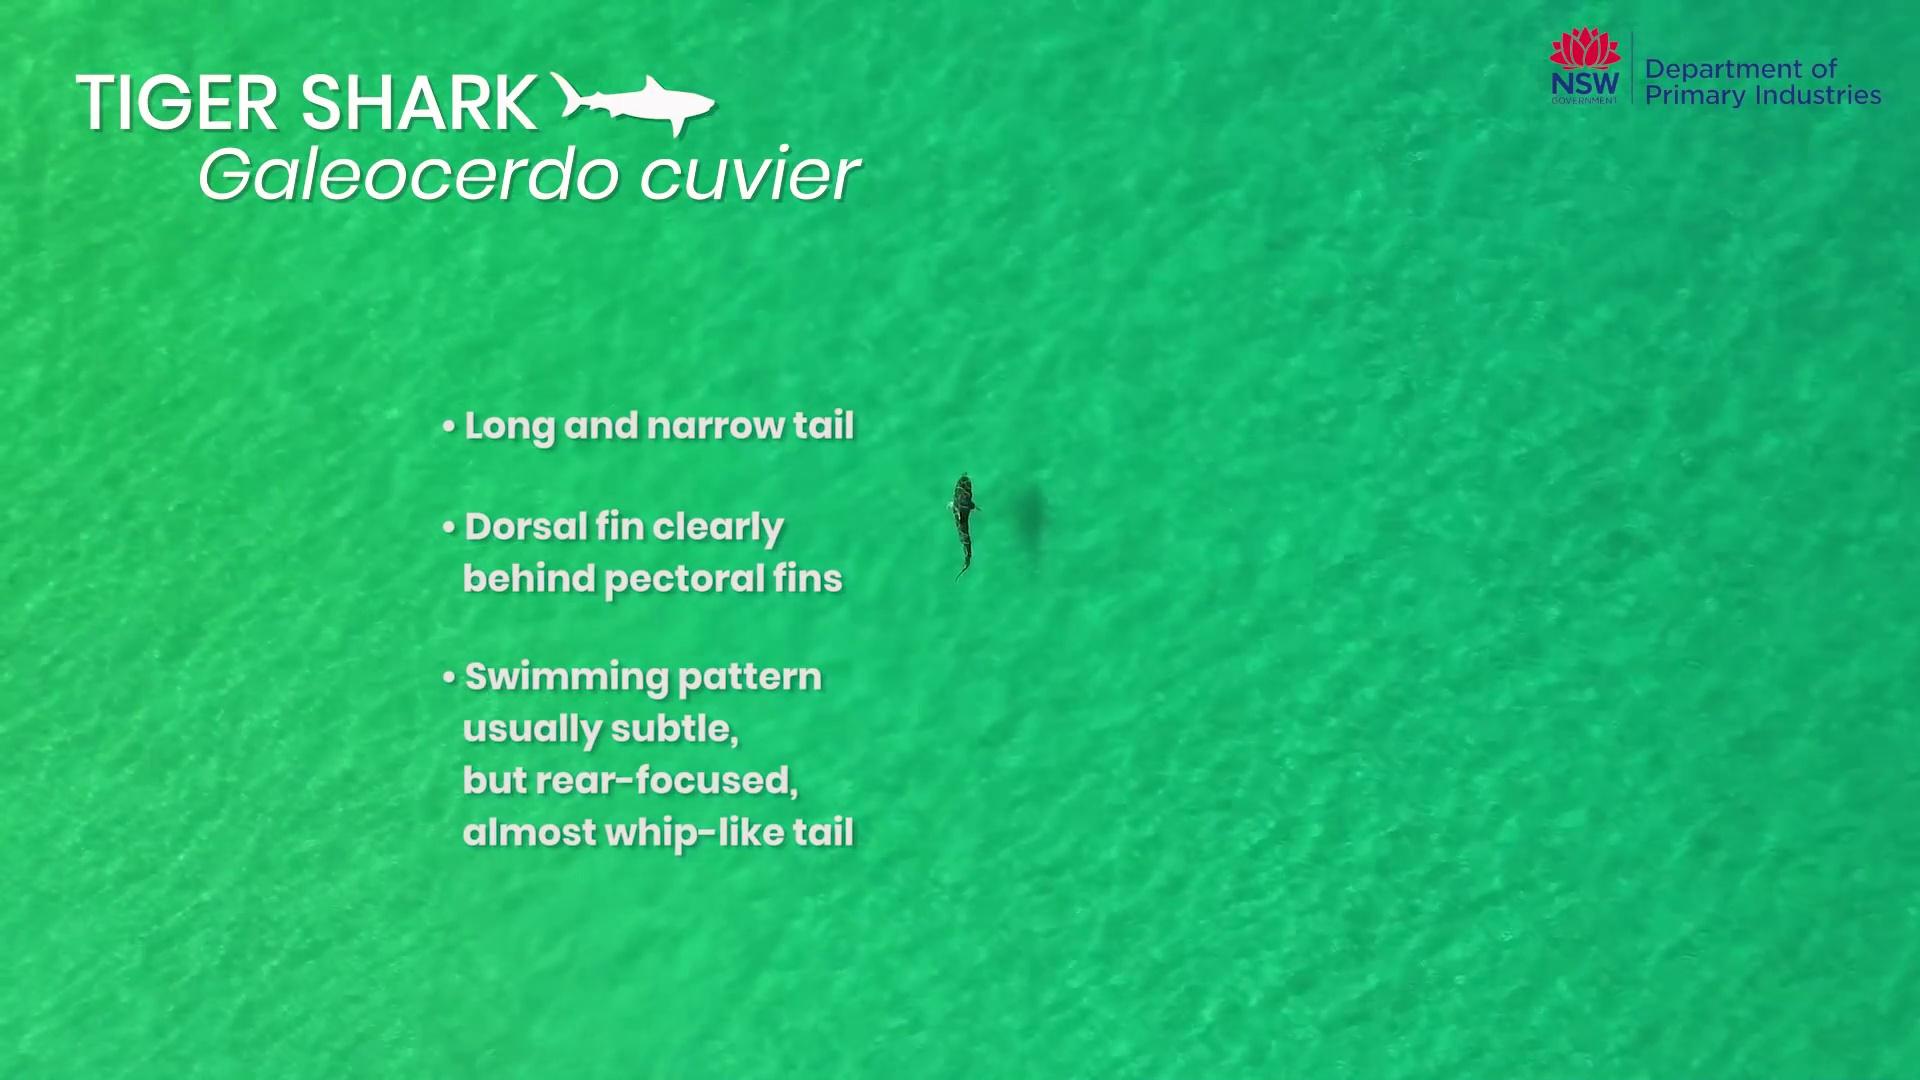 TIGER SHARK
Galeocerdo cuvier
NSW
GOVERNMENT
Department of
Primary Industries
• Long and narrow tail
• Dorsal fin clearly
behind pectoral fins
• Swimming pattern
usually subtle,
but rear-focused,
almost whip-like tail